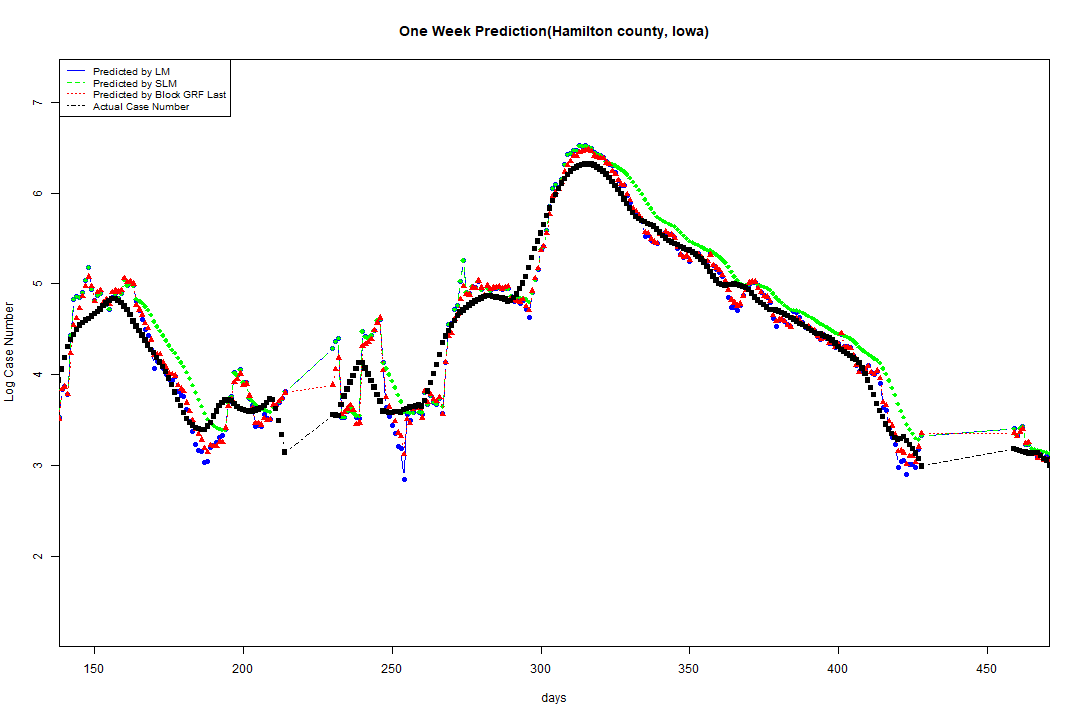 One Week Prediction(Hamilton county, Iowa)
Predicted by LM
Predicted by SLM
Predicted by Block GRF Last
Actual Case Number
7
6
5
4
3
2
Log Case Number
150 200 250 300 350 400 450
days